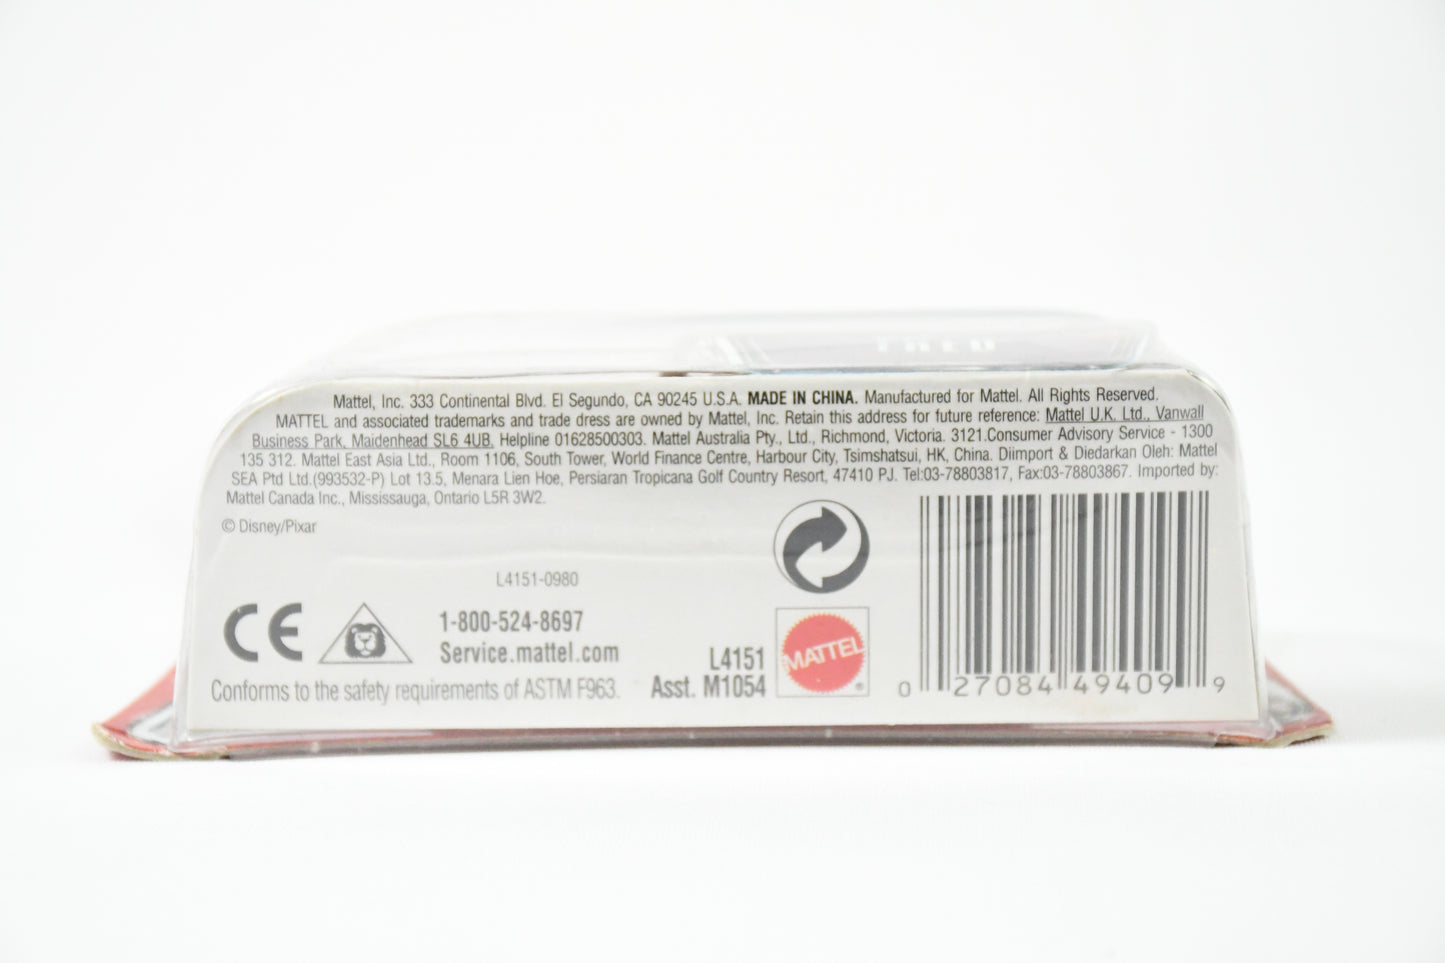 FRED
Mattel, Inc. 333 Continental Blvd. El Segundo, CA 90245 U.S.A. MADE IN CHINA. Manufactured for Mattel. All Rights Reserved.
MATTEL and associated trademarks and trade dress are owned by Mattel, Inc. Retain this address for future reference: Mattel U.K. Ltd., Vanwall
Business Park, Maidenhead SL6 4UB, Helpline 01628500303. Mattel Australia Pty., Ltd., Richmond, Victoria. 3121.Consumer Advisory Service - 1300
135 312. Mattel East Asia Ltd., Room 1106, South Tower, World Finance Centre, Harbour City, Tsimshatsui, HK, China. Diimport & Diedarkan Oleh: Mattel
SEA Ptd Ltd.(993532-P) Lot 13.5, Menara Lien Hoe, Persiaran Tropicana Golf Country Resort, 47410 PJ. Tel:03-78803817, Fax:03-78803867. Imported by:
Mattel Canada Inc., Mississauga, Ontario L5R 3W2.
© Disney/Pixar
L4151-0980
CE
1-800-524-8697
Service.mattel.com
Conforms to the safety requirements of ASTM F963.
L4151
Asst. M1054
MATTEL
®
0 27084 49409 9